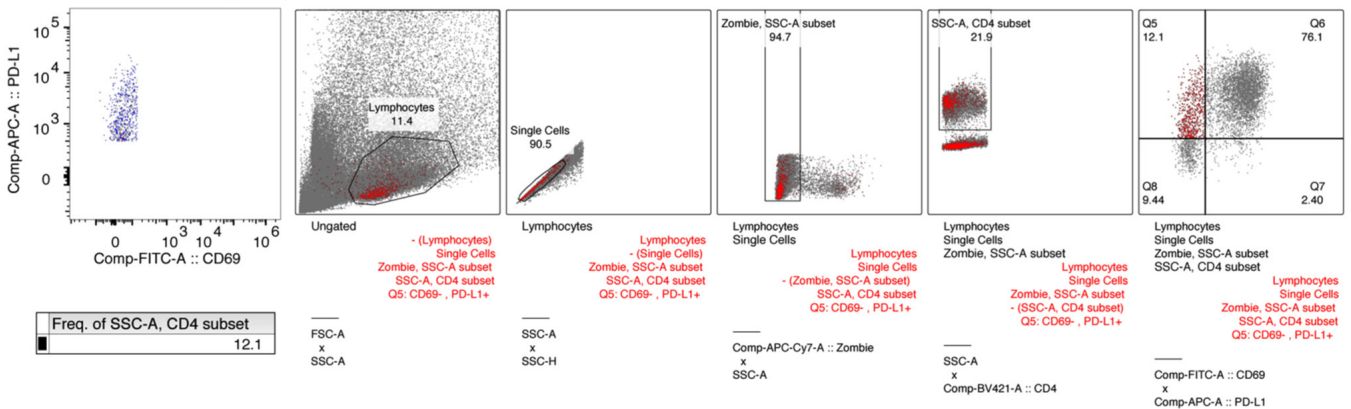 Comp-APC-A :: PD-L1
10^5
10^4
10^3
0
0
10^3
10^4
10^6
Comp-FITC-A :: CD69
Freq. of SSC-A, CD4 subset
12.1
Lymphocytes
11.4
Ungated
- (Lymphocytes)
Single Cells
Zombie, SSC-A subset
SSC-A, CD4 subset
Q5: CD69- , PD-L1+
FSC-A
x
SSC-A
Single Cells
90.5
Lymphocytes
Lymphocytes
- (Single Cells)
Zombie, SSC-A subset
SSC-A, CD4 subset
Q5: CD69- , PD-L1+
SSC-A
x
SSC-H
Zombie, SSC-A subset
94.7
Lymphocytes
Single Cells
Lymphocytes
Single Cells
- (Zombie, SSC-A subset)
SSC-A, CD4 subset
Q5: CD69- , PD-L1+
Comp-APC-Cy7-A :: Zombie
x
SSC-A
SSC-A, CD4 subset
21.9
Lymphocytes
Single Cells
Zombie, SSC-A subset
Lymphocytes
Single Cells
Zombie, SSC-A subset
- (SSC-A, CD4 subset)
Q5: CD69- , PD-L1+
SSC-A
x
Comp-BV421-A :: CD4
Q5
12.1
Q6
76.1
Q8
9.44
Q7
2.40
Lymphocytes
Single Cells
Zombie, SSC-A subset
SSC-A, CD4 subset
Lymphocytes
Single Cells
Zombie, SSC-A subset
SSC-A, CD4 subset
Q5: CD69- , PD-L1+
Comp-FITC-A :: CD69
x
Comp-APC-A :: PD-L1